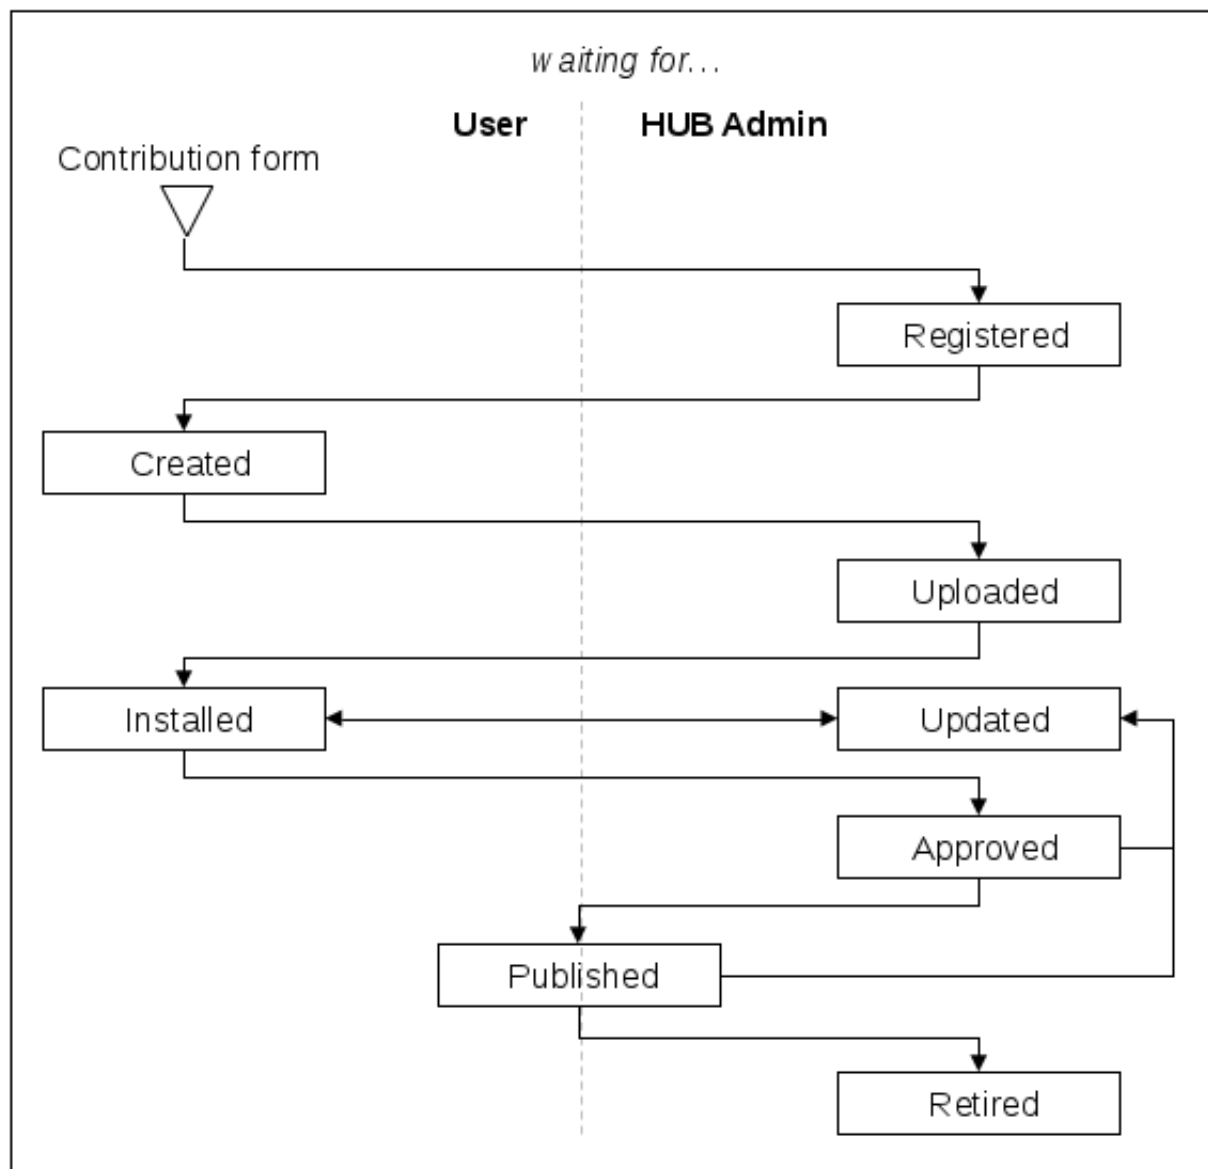 waiting for...
User
HUB Admin
Contribution form
Registered
Created
Uploaded
Installed
Updated
Approved
Published
Retired